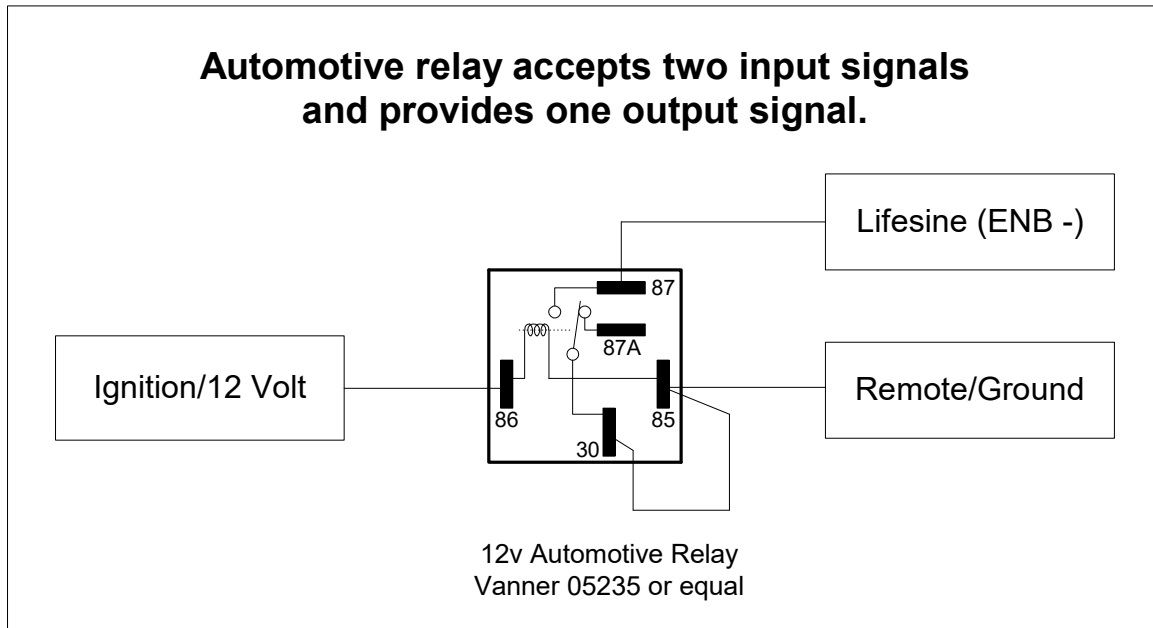 Automotive relay accepts two input signals
and provides one output signal.
Lifesine (ENB -)
87
87A
Ignition/12 Volt
Remote/Ground
86
85
30
12v Automotive Relay
Vanner 05235 or equal